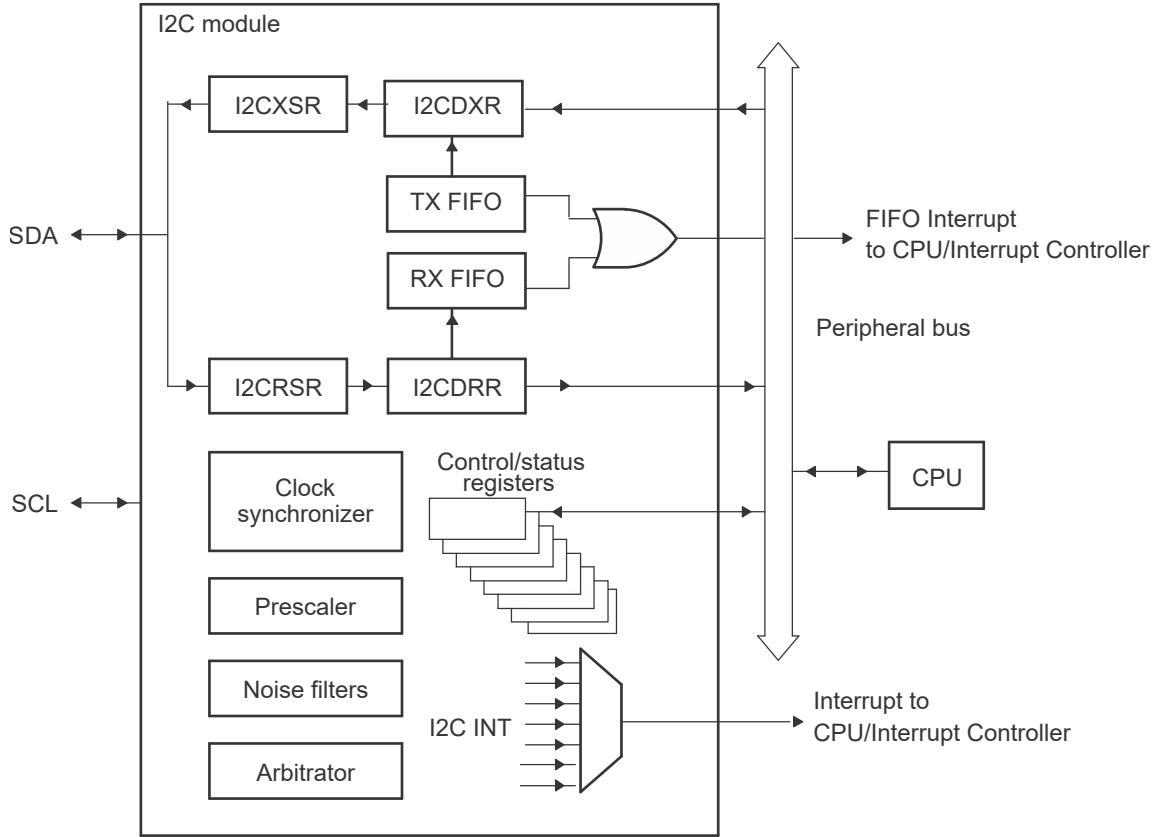 I2C module
I2CXSR
I2CDXR
TX FIFO
SDA
FIFO Interrupt
to CPU/Interrupt Controller
RX FIFO
Peripheral bus
I2CRSR
I2CDRR
Control/status
registers
Clock
synchronizer
CPU
SCL
Prescaler
Noise filters
I2C INT
Interrupt to
CPU/Interrupt Controller
Arbitrator